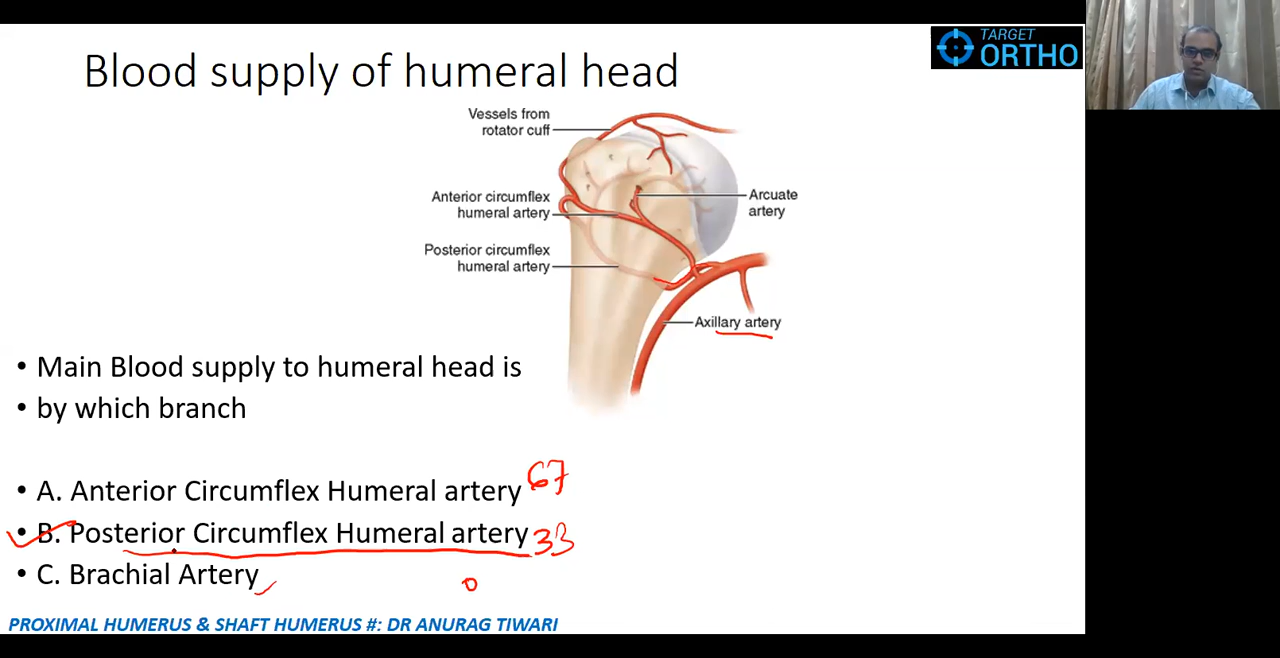 Blood supply of humeral head
TARGET
ORTHO
Vessels from
rotator cuff
Anterior circumflex
humeral artery
Arcuate
artery
Posterior circumflex
humeral artery
Axillary artery
• Main Blood supply to humeral head is
• by which branch
• A. Anterior Circumflex Humeral artery 67
• B. Posterior Circumflex Humeral artery 33
• C. Brachial Artery 0
PROXIMAL HUMERUS & SHAFT HUMERUS #: DR ANURAG TIWARI